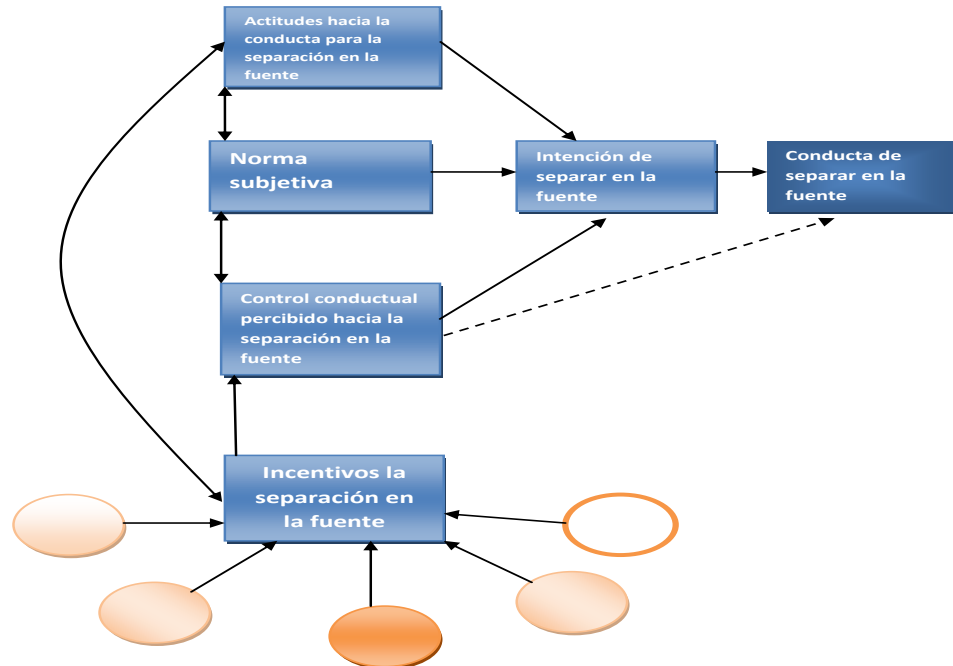 Actitudes hacia la
conducta para la
separación en la
fuente
Norma
subjetiva
Intención de
separar en la
fuente
Conducta de
separar en la
fuente
Control conductual
percibido hacia la
separación en la
fuente
Incentivos la
separación en
la fuente